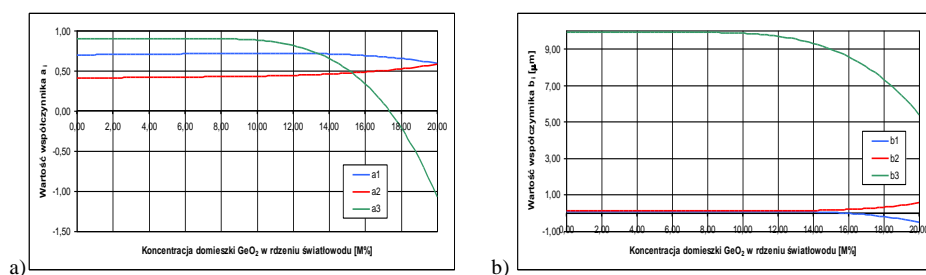 a)
Wartość współczynnika a i
1,00
0,50
0,00
-0,50
-1,00
-1,50
0,00 2,00 4,00 6,00 8,00 10,00 12,00 14,00 16,00 18,00 20,00
a1
a2
a3
Koncentracja domieszki GeO₂ w rdzeniu światłowodu [M%]
b)
Wartość współczynnika b i [µm]
9,00
7,00
5,00
3,00
1,00
-1,00
0,00 2,00 4,00 6,00 8,00 10,00 12,00 14,00 16,00 18,00 20,00
b1
b2
b3
Koncentracja domieszki GeO₂ w rdzeniu światłowodu [M%]